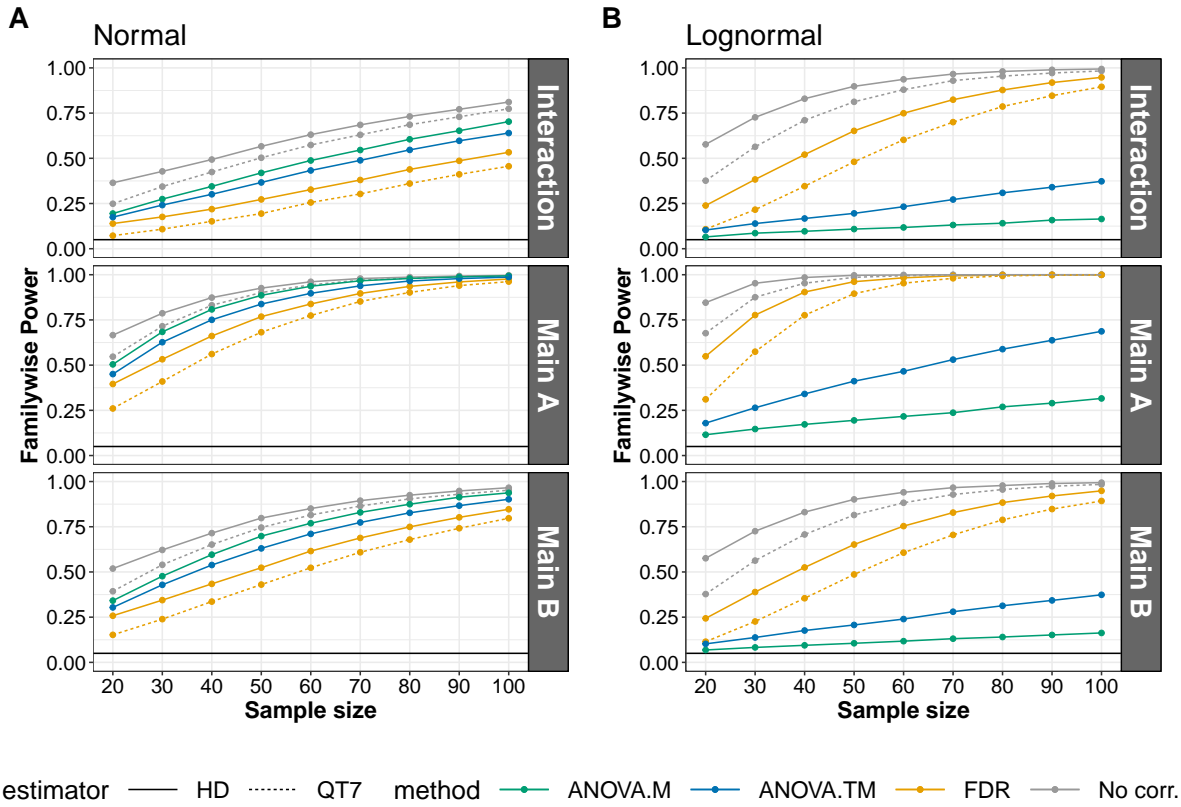 A
B
Normal
Lognormal
Familywise Power
1.00
0.75
0.50
0.25
0.00
Interaction
1.00
0.75
0.50
0.25
0.00
Main A
1.00
0.75
0.50
0.25
0.00
Main B
20 30 40 50 60 70 80 90 100
Sample size
Familywise Power
1.00
0.75
0.50
0.25
0.00
Interaction
1.00
0.75
0.50
0.25
0.00
Main A
1.00
0.75
0.50
0.25
0.00
Main B
20 30 40 50 60 70 80 90 100
Sample size
estimator HD QT7 method ANOVA.M ANOVA.TM FDR No corr.